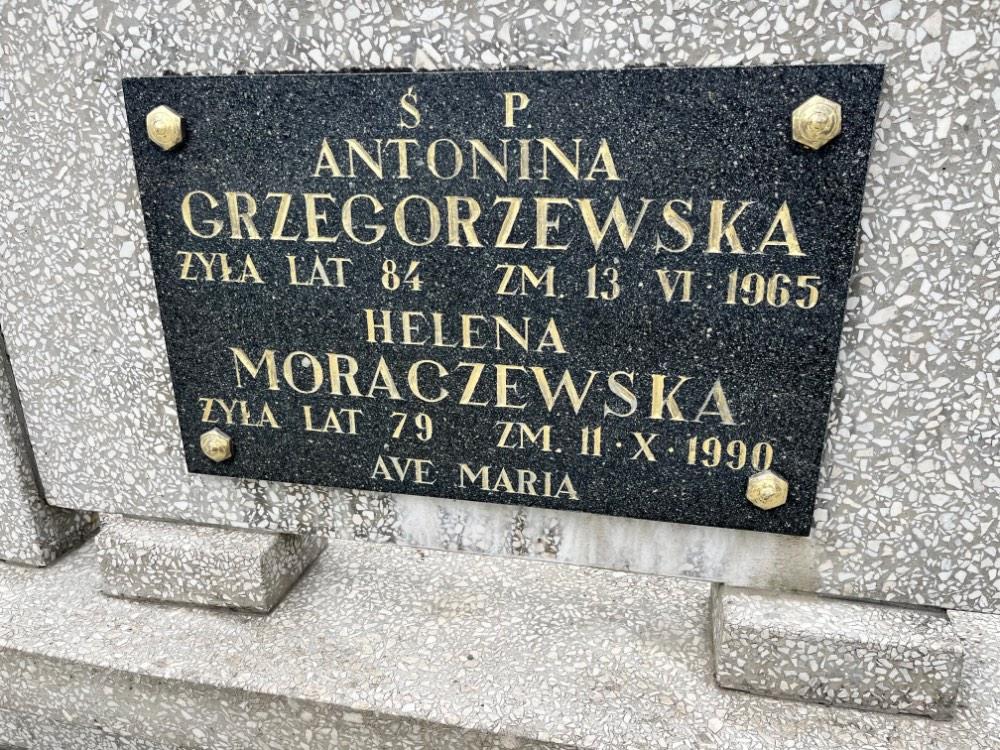 Ś P.
ANTONINA
GRZEGORZEWSKA
ŻYŁA LAT 84 ZM. 13 · VI · 1965
HELENA
MORACZEWSKA
ŻYŁA LAT 79 ZM. 11 · X · 1990
AVE MARIA